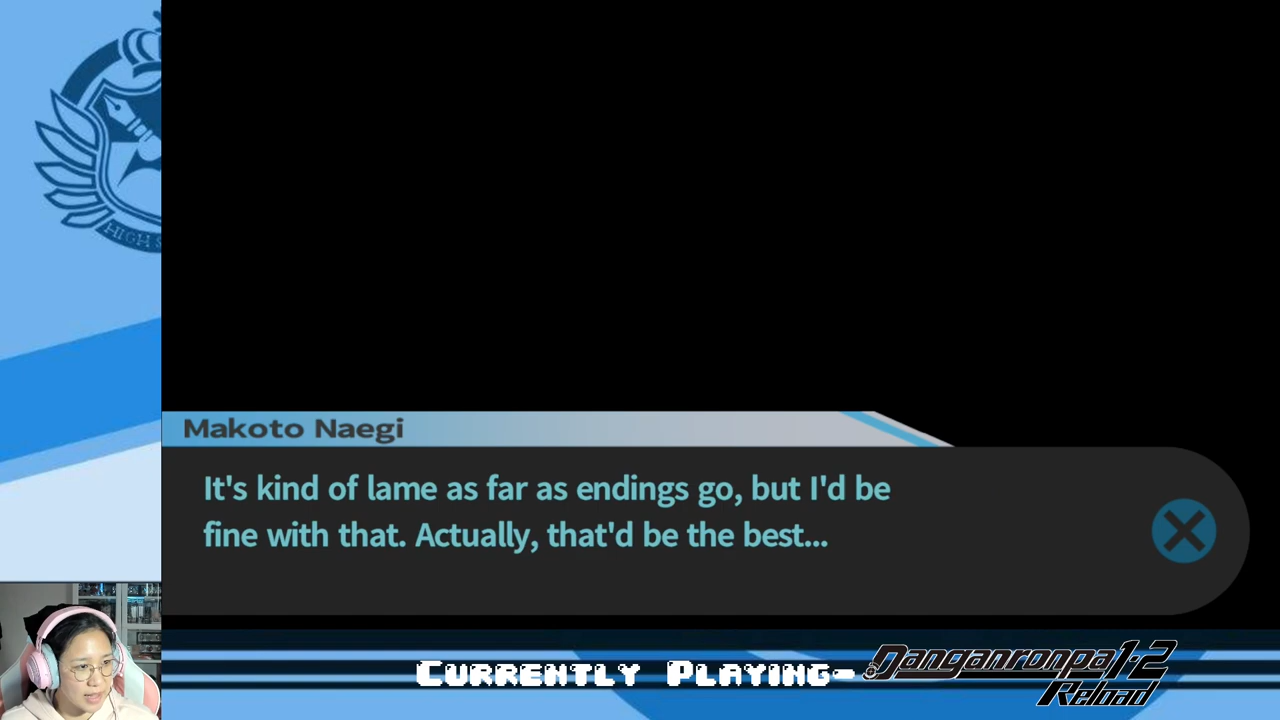 HIGH S
Makoto Naegi
It's kind of lame as far as endings go, but I'd be
fine with that. Actually, that'd be the best...
Currently Playing-
Danganronpa 1•2
Reload